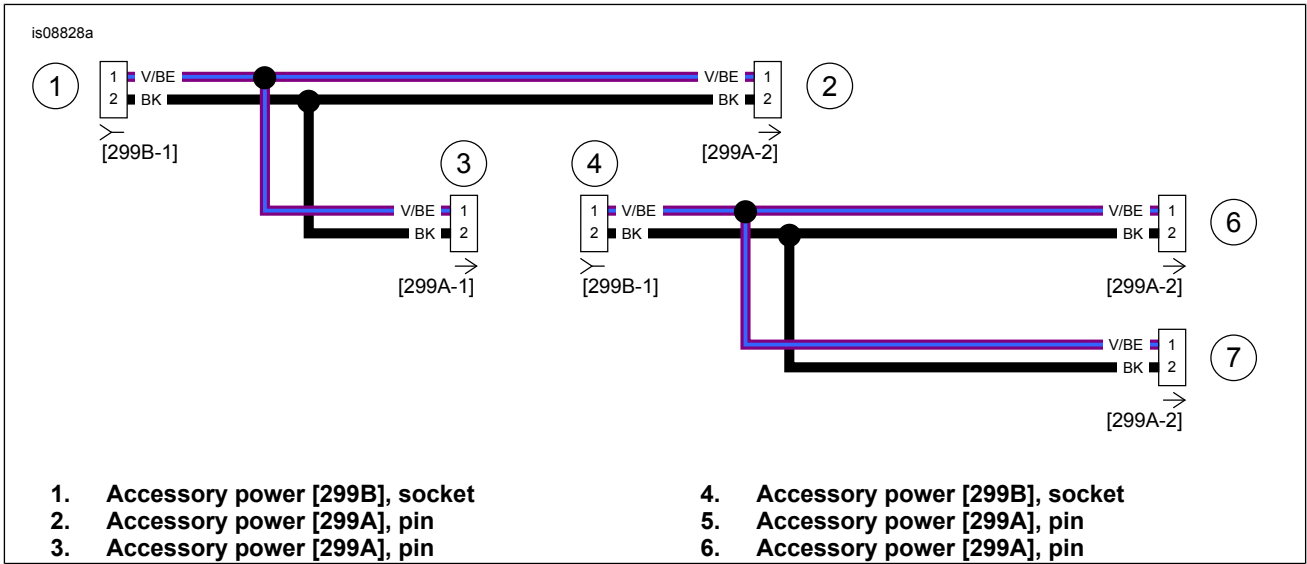 is08828a
1 1 V/BE V/BE 1 2
2 BK BK 2
[299B-1] 3 4 [299A-2]
V/BE 1 1 V/BE V/BE 1 6
BK 2 2 BK BK 2
[299A-1] [299B-1] [299A-2]
V/BE 1 7
BK 2
[299A-2]
1. Accessory power [299B], socket
2. Accessory power [299A], pin
3. Accessory power [299A], pin
4. Accessory power [299B], socket
5. Accessory power [299A], pin
6. Accessory power [299A], pin